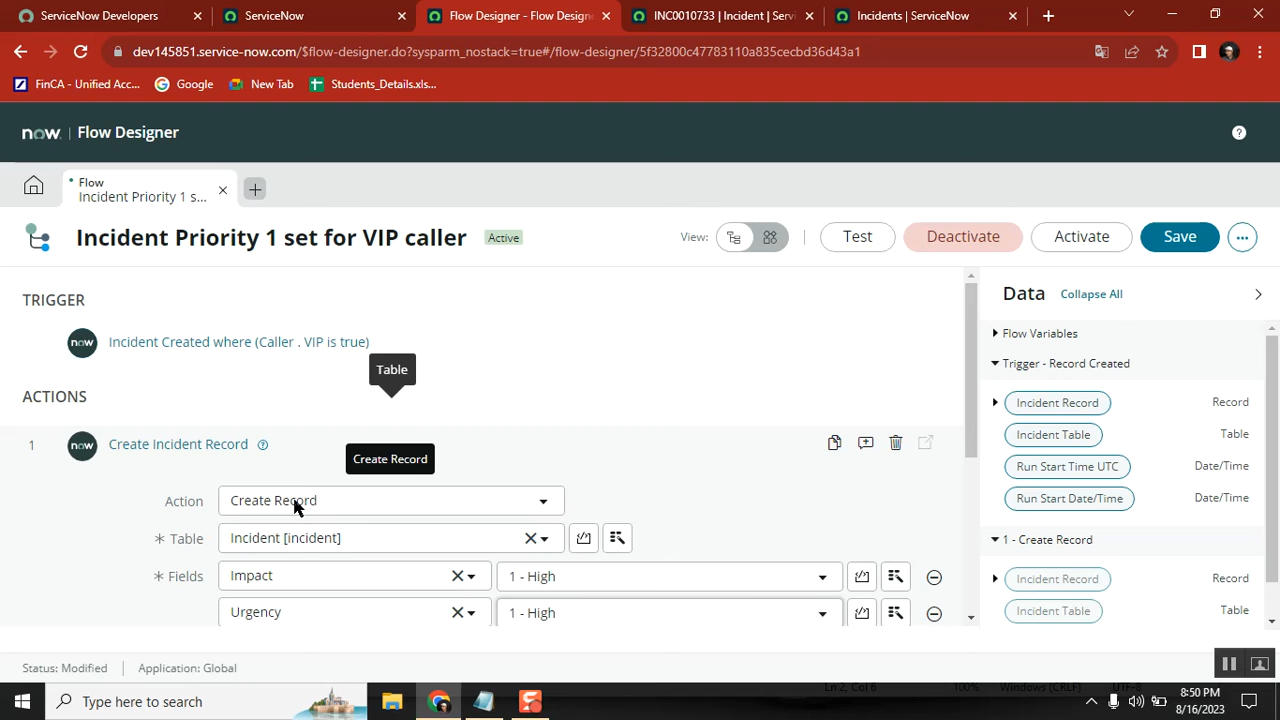 ServiceNow Developers
ServiceNow
Flow Designer - Flow Design
INC0010733 | Incident | Servi
Incidents | ServiceNow
dev145851.service-now.com/$flow-designer.do?sysparm_nostack=true#/flow-designer/5f32800c47783110a835cecbd36d43a1
FinCA - Unified Acc...
Google
New Tab
Students_Details.xls...
now. | Flow Designer
Flow
Incident Priority 1 s...
Incident Priority 1 set for VIP caller
Active
View:
Test
Deactivate
Activate
Save
TRIGGER
now
Incident Created where (Caller . VIP is true)
Table
ACTIONS
1
now
Create Incident Record
Create Record
Action
Create Record
* Table
Incident [incident]
* Fields
Impact
1 - High
Urgency
1 - High
Data
Collapse All
Flow Variables
Trigger - Record Created
Incident Record
Record
Incident Table
Table
Run Start Time UTC
Date/Time
Run Start Date/Time
Date/Time
1 - Create Record
Incident Record
Record
Incident Table
Table
Status: Modified
Application: Global
Type here to search
Ln 2, Col 6
100%
Windows (CRLF)
UTF-8
8:50 PM
8/16/2023